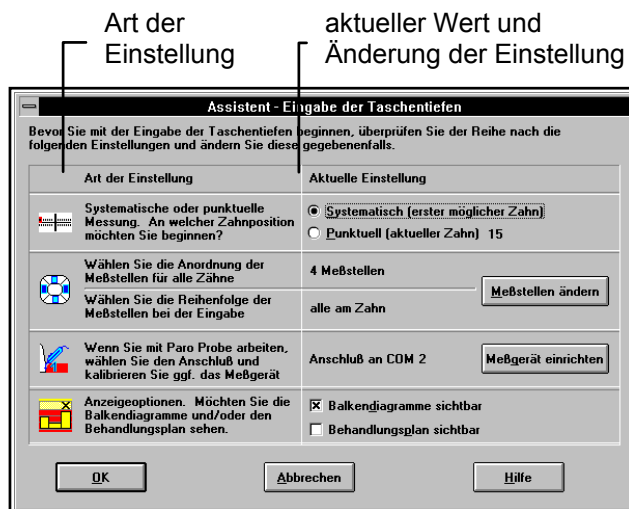 Art der
Einstellung
aktueller Wert und
Änderung der Einstellung
Assistent - Eingabe der Taschentiefen
Bevor Sie mit der Eingabe der Taschentiefen beginnen, überprüfen Sie der Reihe nach die
folgenden Einstellungen und ändern Sie diese gegebenenfalls.
Art der Einstellung
Aktuelle Einstellung
Systematische oder punktuelle
Messung. An welcher Zahnposition
möchten Sie beginnen?
Systematisch (erster möglicher Zahn)
Punktuell (aktueller Zahn) 15
Wählen Sie die Anordnung der
Meßstellen für alle Zähne
4 Meßstellen
Wählen Sie die Reihenfolge der
Meßstellen bei der Eingabe
alle am Zahn
Meßstellen ändern
Wenn Sie mit Paro Probe arbeiten,
wählen Sie den Anschluß und
kalibrieren Sie ggf. das Meßgerät
Anschluß an COM 2
Meßgerät einrichten
Anzeigeoptionen. Möchten Sie die
Balkendiagramme und/oder den
Behandlungsplan sehen.
Balkendiagramme sichtbar
Behandlungsplan sichtbar
OK
Abbrechen
Hilfe